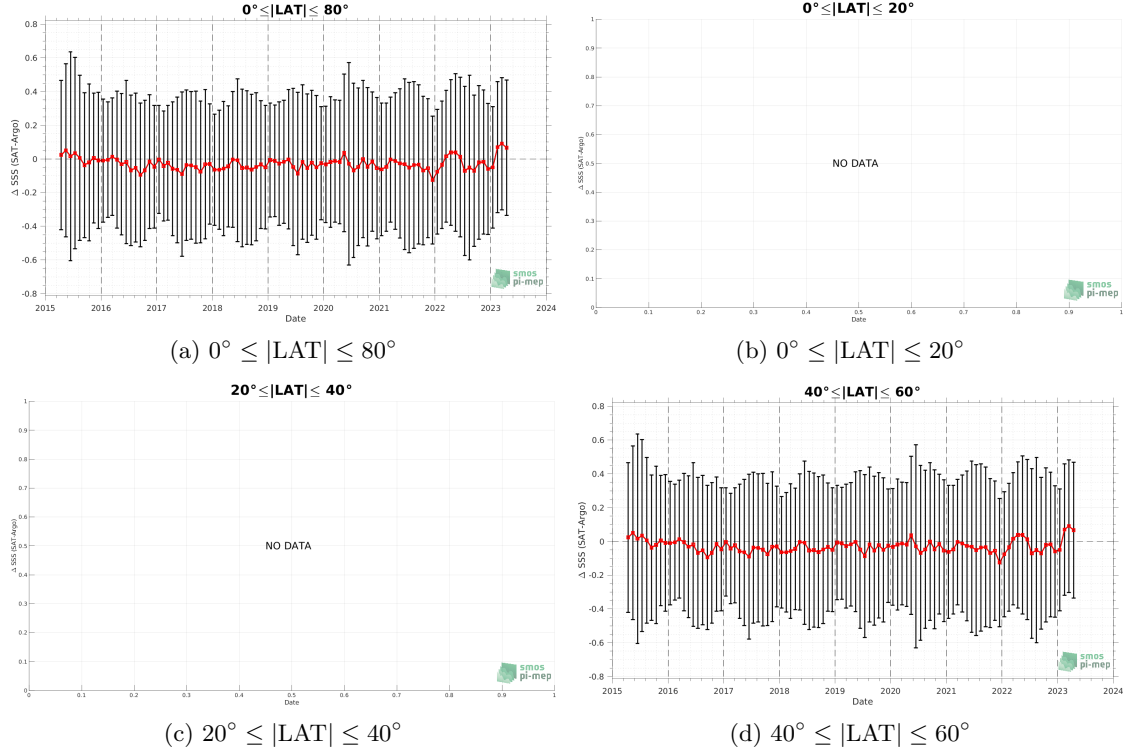 0°≤|LAT|≤ 80°
0.8
0.6
0.4
0.2
0
-0.2
-0.4
-0.6
-0.8
Δ SSS (SAT-Argo)
2015 2016 2017 2018 2019 2020 2021 2022 2023 2024
Date
smos
pi-mep
(a) 0° ≤ |LAT| ≤ 80°
0°≤|LAT|≤ 20°
1
0.9
0.8
0.7
0.6
0.5
0.4
0.3
0.2
0.1
0
Δ SSS (SAT-Argo)
NO DATA
0 0.1 0.2 0.3 0.4 0.5 0.6 0.7 0.8 0.9 1
Date
smos
pi-mep
(b) 0° ≤ |LAT| ≤ 20°
20°≤|LAT|≤ 40°
1
0.9
0.8
0.7
0.6
0.5
0.4
0.3
0.2
0.1
0
Δ SSS (SAT-Argo)
NO DATA
0 0.1 0.2 0.3 0.4 0.5 0.6 0.7 0.8 0.9 1
Date
smos
pi-mep
(c) 20° ≤ |LAT| ≤ 40°
40°≤|LAT|≤ 60°
0.8
0.6
0.4
0.2
0
-0.2
-0.4
-0.6
-0.8
Δ SSS (SAT-Argo)
2015 2016 2017 2018 2019 2020 2021 2022 2023 2024
Date
smos
pi-mep
(d) 40° ≤ |LAT| ≤ 60°